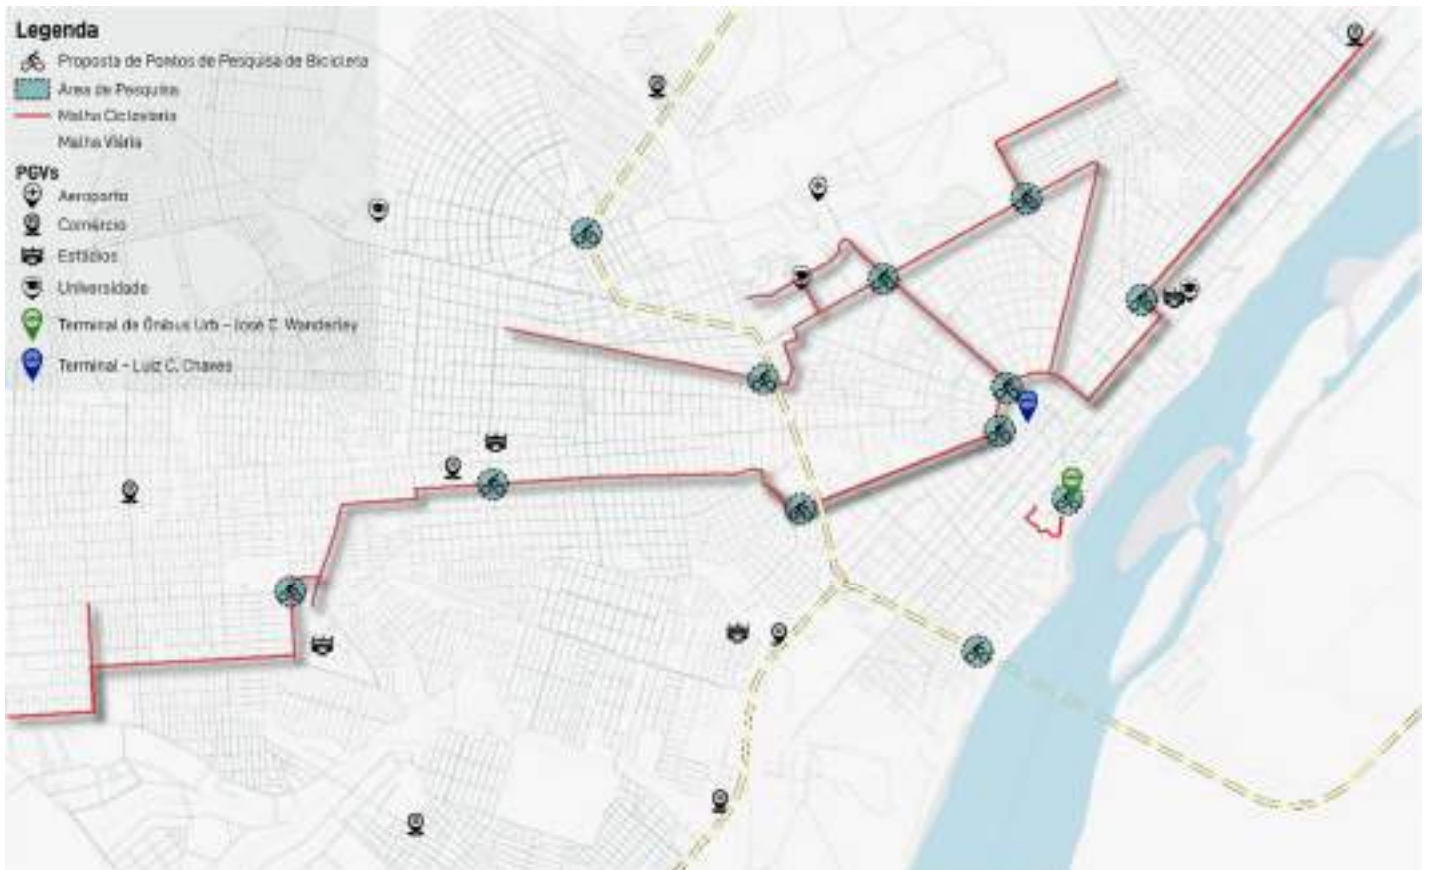 Legenda
Proposta de Pontos de Pesquisa de Bicicleta
Área de Pesquisa
Malha Cicloviária
Malha Viária
PGVs
Aeroporto
Comércio
Estádios
Universidade
Terminal de Ônibus Urb - José C. Wanderley
Terminal - Luiz C. Chaves